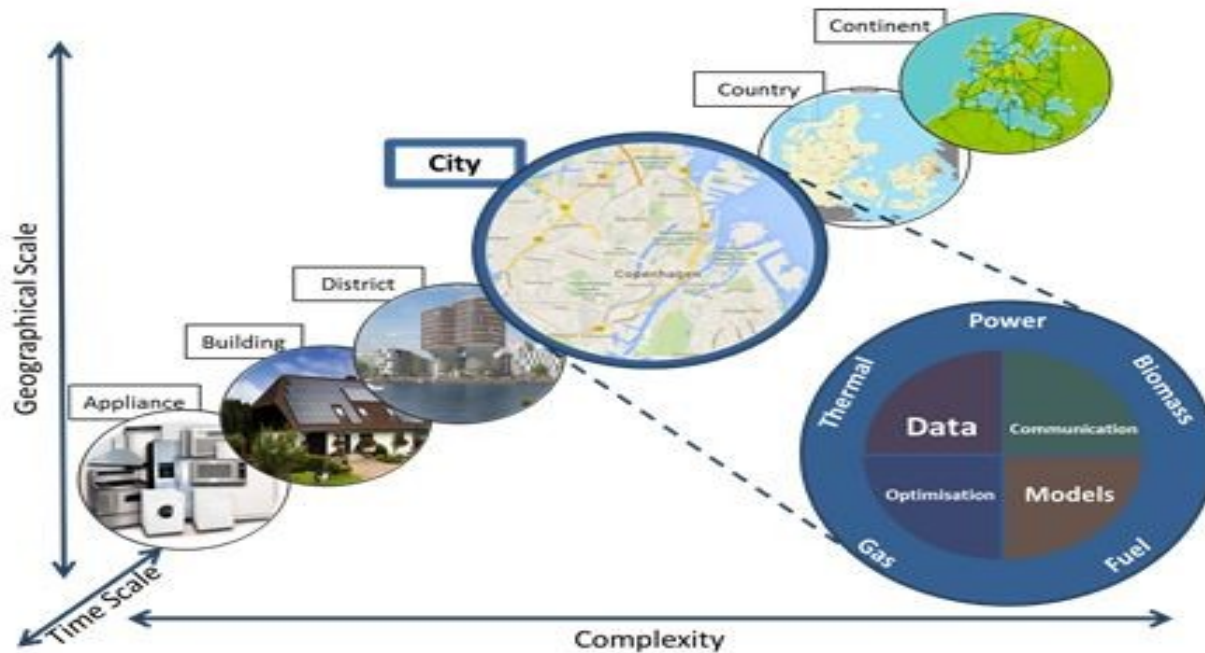 Continent
Country
City
District
Building
Appliance
Copenhagen
Geographical Scale
Time Scale
Complexity
Power
Thermal
Biomass
Data
Communication
Optimisation
Models
Gas
Fuel